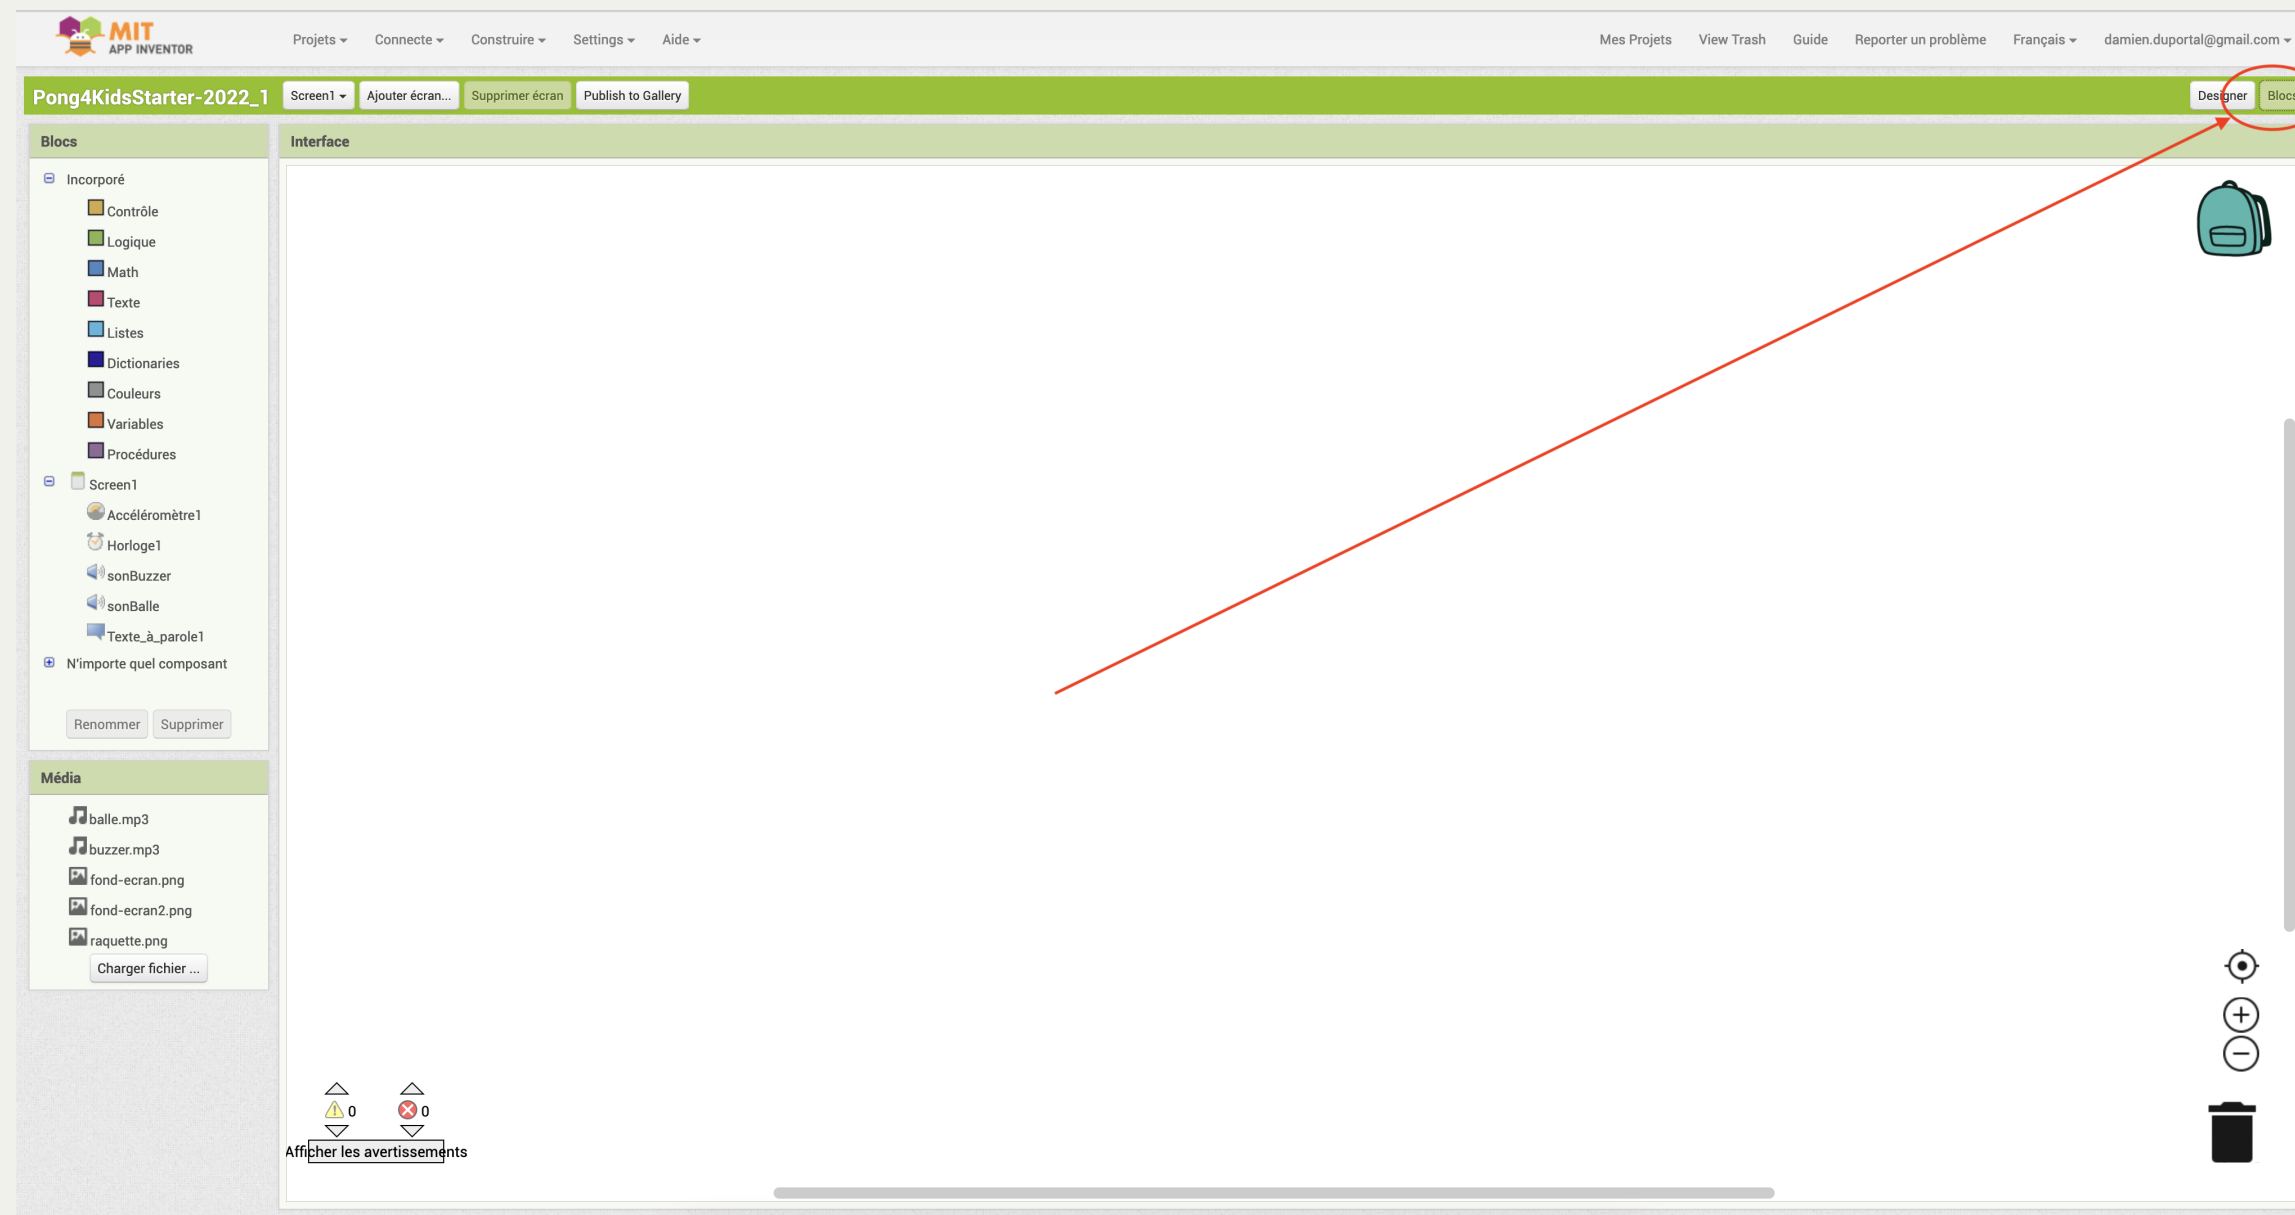 MIT
APP INVENTOR
Projets Connecte Construire Settings Aide Mes Projets View Trash Guide Reporter un problème Français damien.duportal@gmail.com
Pong4KidsStarter-2022_1 Screen1 Ajouter écran... Supprimer écran Publish to Gallery Designer Blocs
Blocs
Interface
Incorporé
Contrôle
Logique
Math
Texte
Listes
Dictionaries
Couleurs
Variables
Procédures
Screen1
Accéléromètre1
Horloge1
sonBuzzer
sonBalle
Texte_à_parole1
N'importe quel composant
Renommer Supprimer
Média
balle.mp3
buzzer.mp3
fond-ecran.png
fond-ecran2.png
raquette.png
Charger fichier ...
0 0
Afficher les avertissements